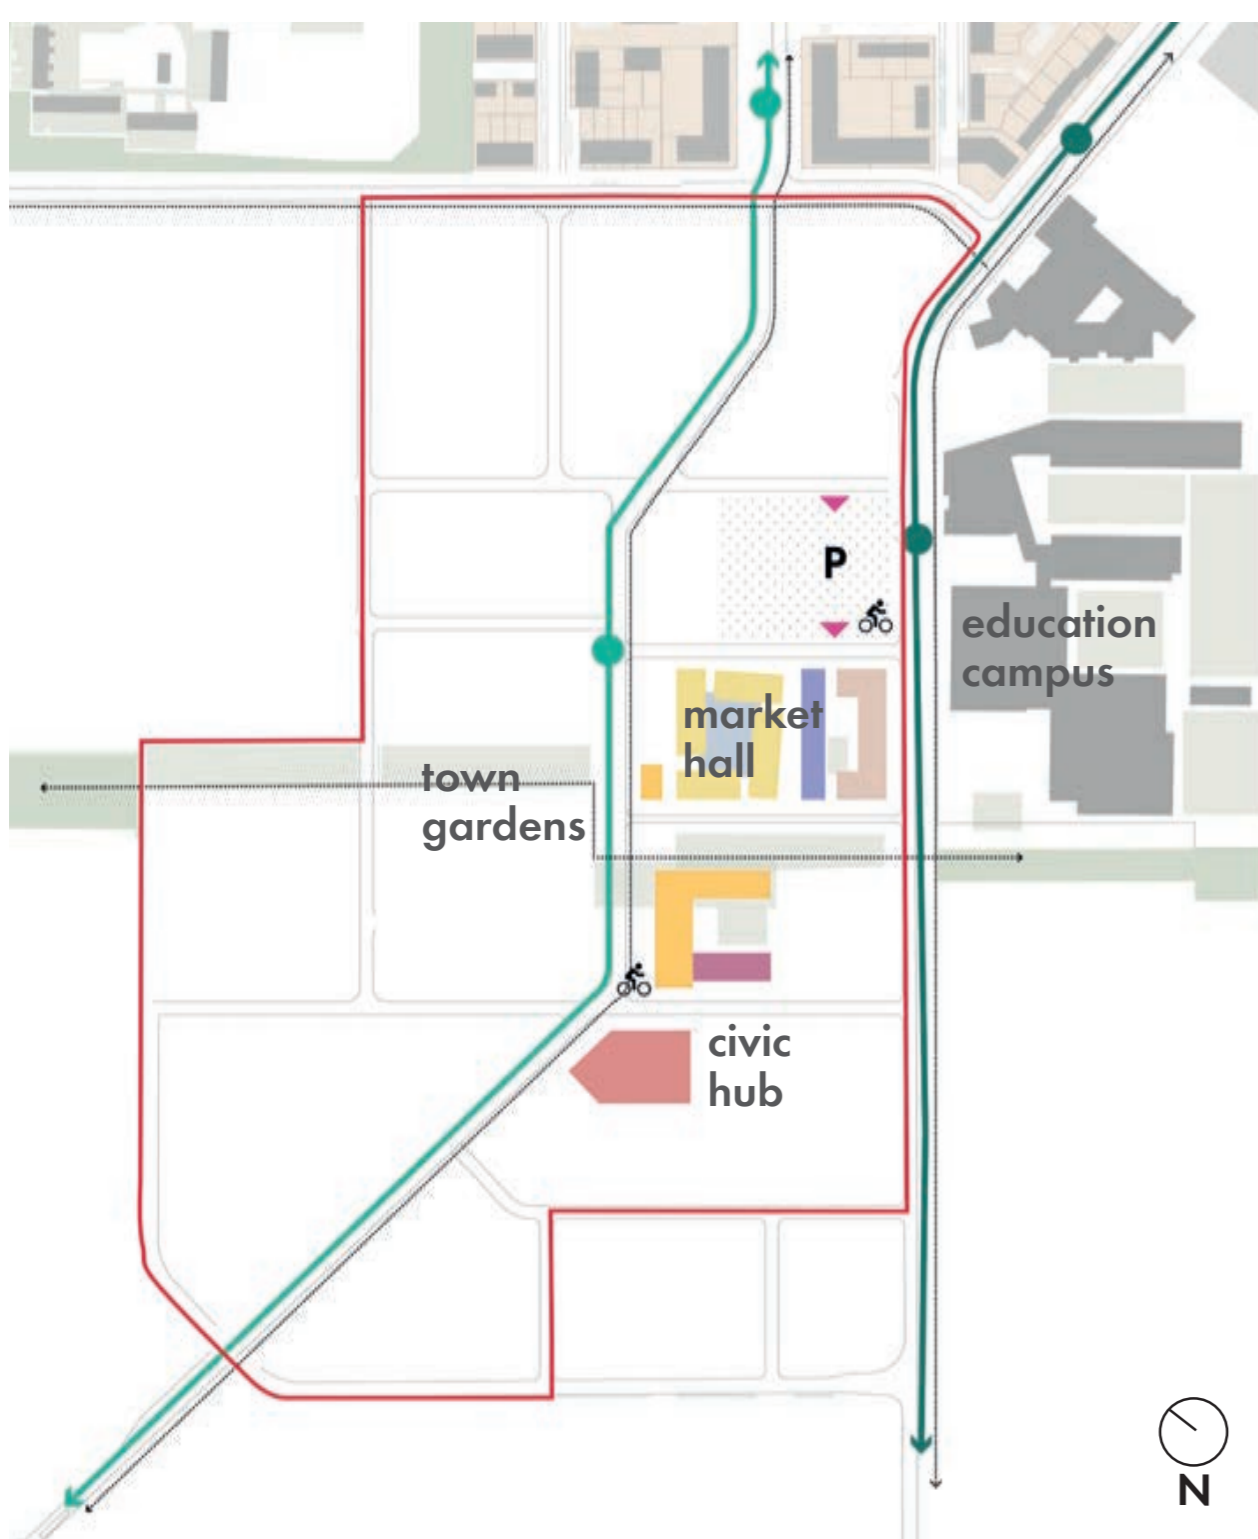 P
education
campus
market
hall
town
gardens
civic
hub
N